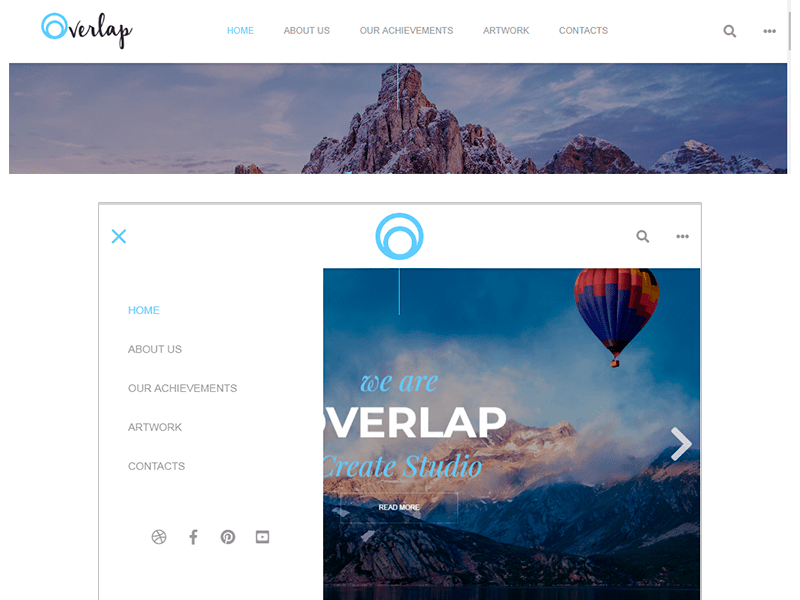 Overlap
HOME ABOUT US OUR ACHIEVEMENTS ARTWORK CONTACTS
HOME
ABOUT US
OUR ACHIEVEMENTS
ARTWORK
CONTACTS
we are
OVERLAP
Create Studio
READ MORE